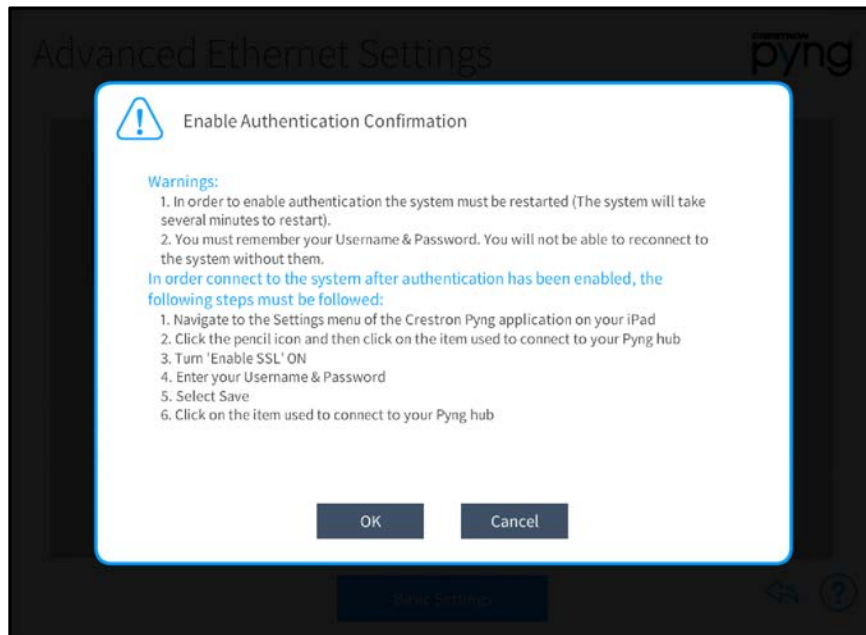 Advanced Ethernet Settings
CRESTRON
pyng
Enable Authentication Confirmation
Warnings:
1. In order to enable authentication the system must be restarted (The system will take
several minutes to restart).
2. You must remember your Username & Password. You will not be able to reconnect to
the system without them.
In order connect to the system after authentication has been enabled, the
following steps must be followed:
1. Navigate to the Settings menu of the Crestron Pyng application on your iPad
2. Click the pencil icon and then click on the item used to connect to your Pyng hub
3. Turn 'Enable SSL' ON
4. Enter your Username & Password
5. Select Save
6. Click on the item used to connect to your Pyng hub
OK
Cancel
Basic Settings
?